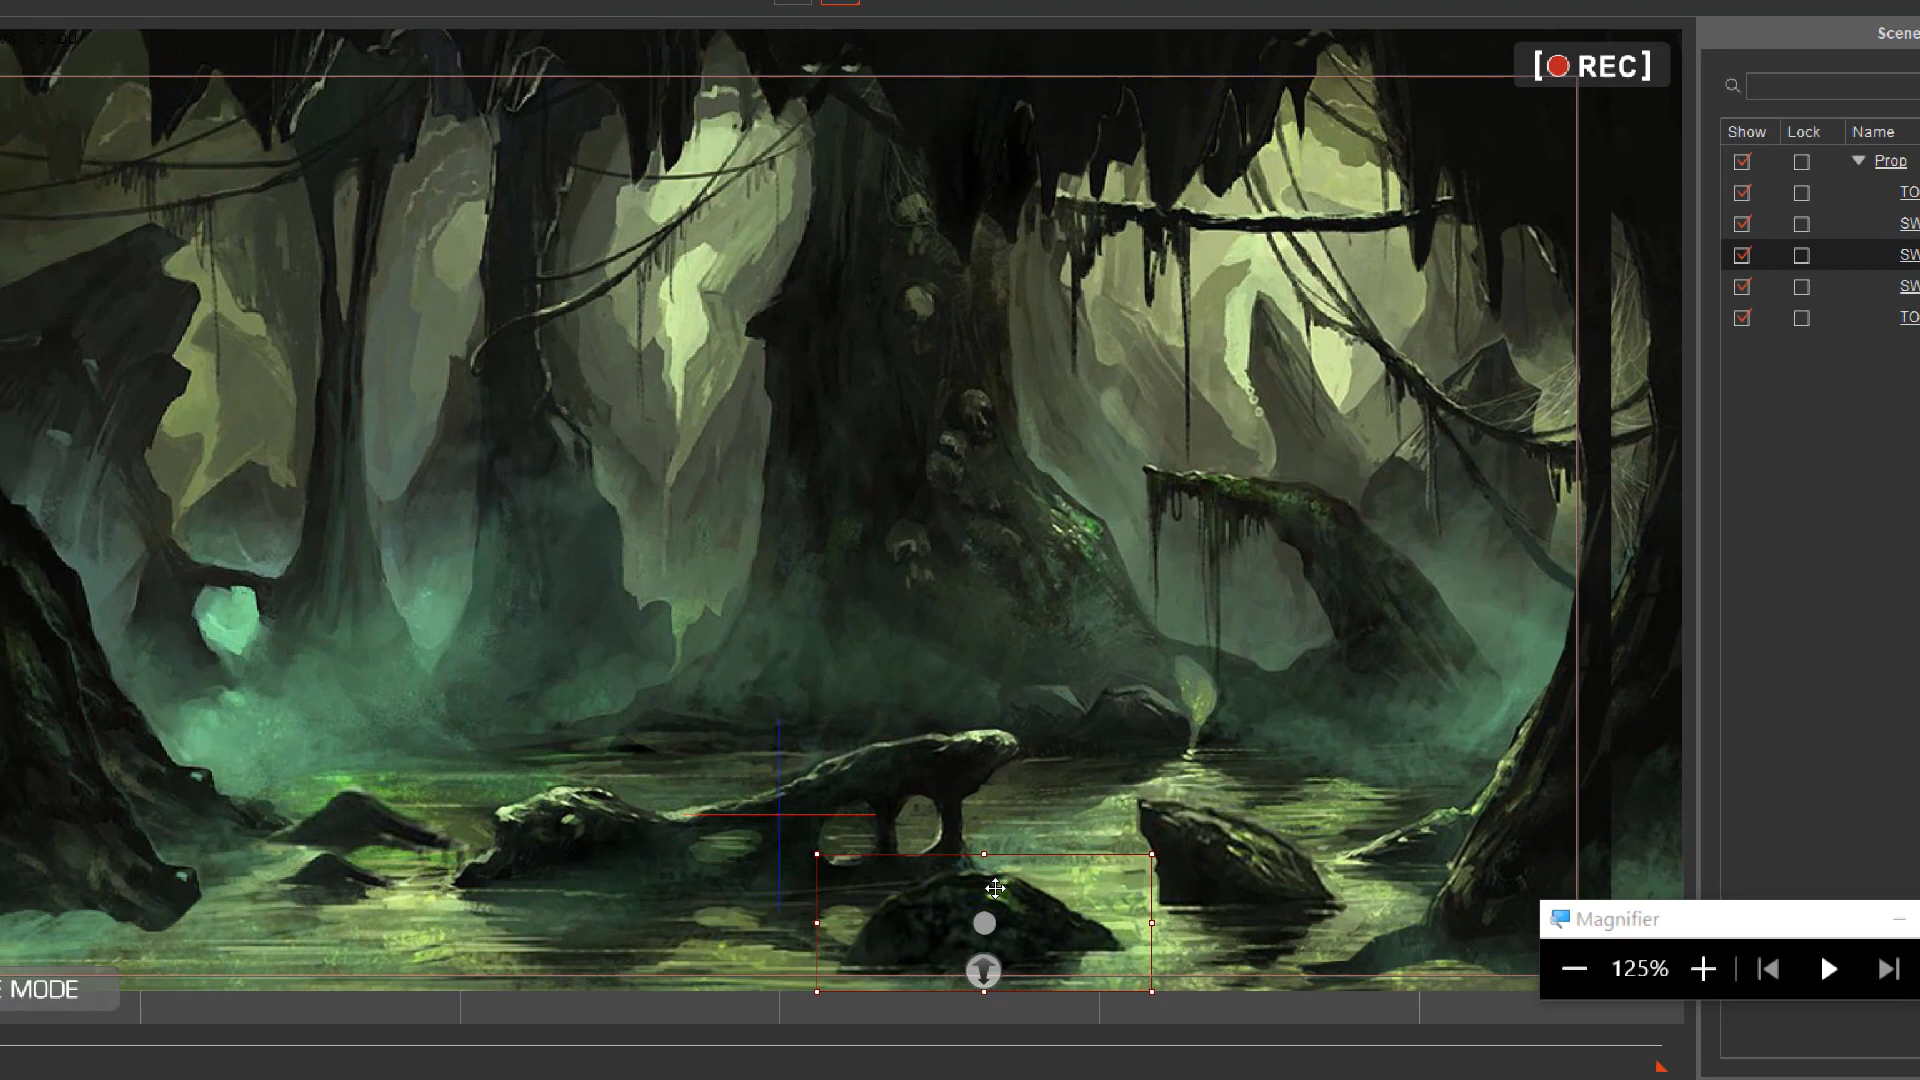 [ REC ]
Scene
Show Lock Name
Prop
TO
SW
SW
SW
TO
E MODE
Magnifier
125%